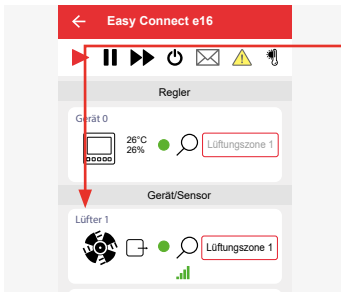 Easy Connect e16
Regler
Gerät 0
26°C
26%
Lüftungszone 1
Gerät/Sensor
Lüfter 1
Lüftungszone 1